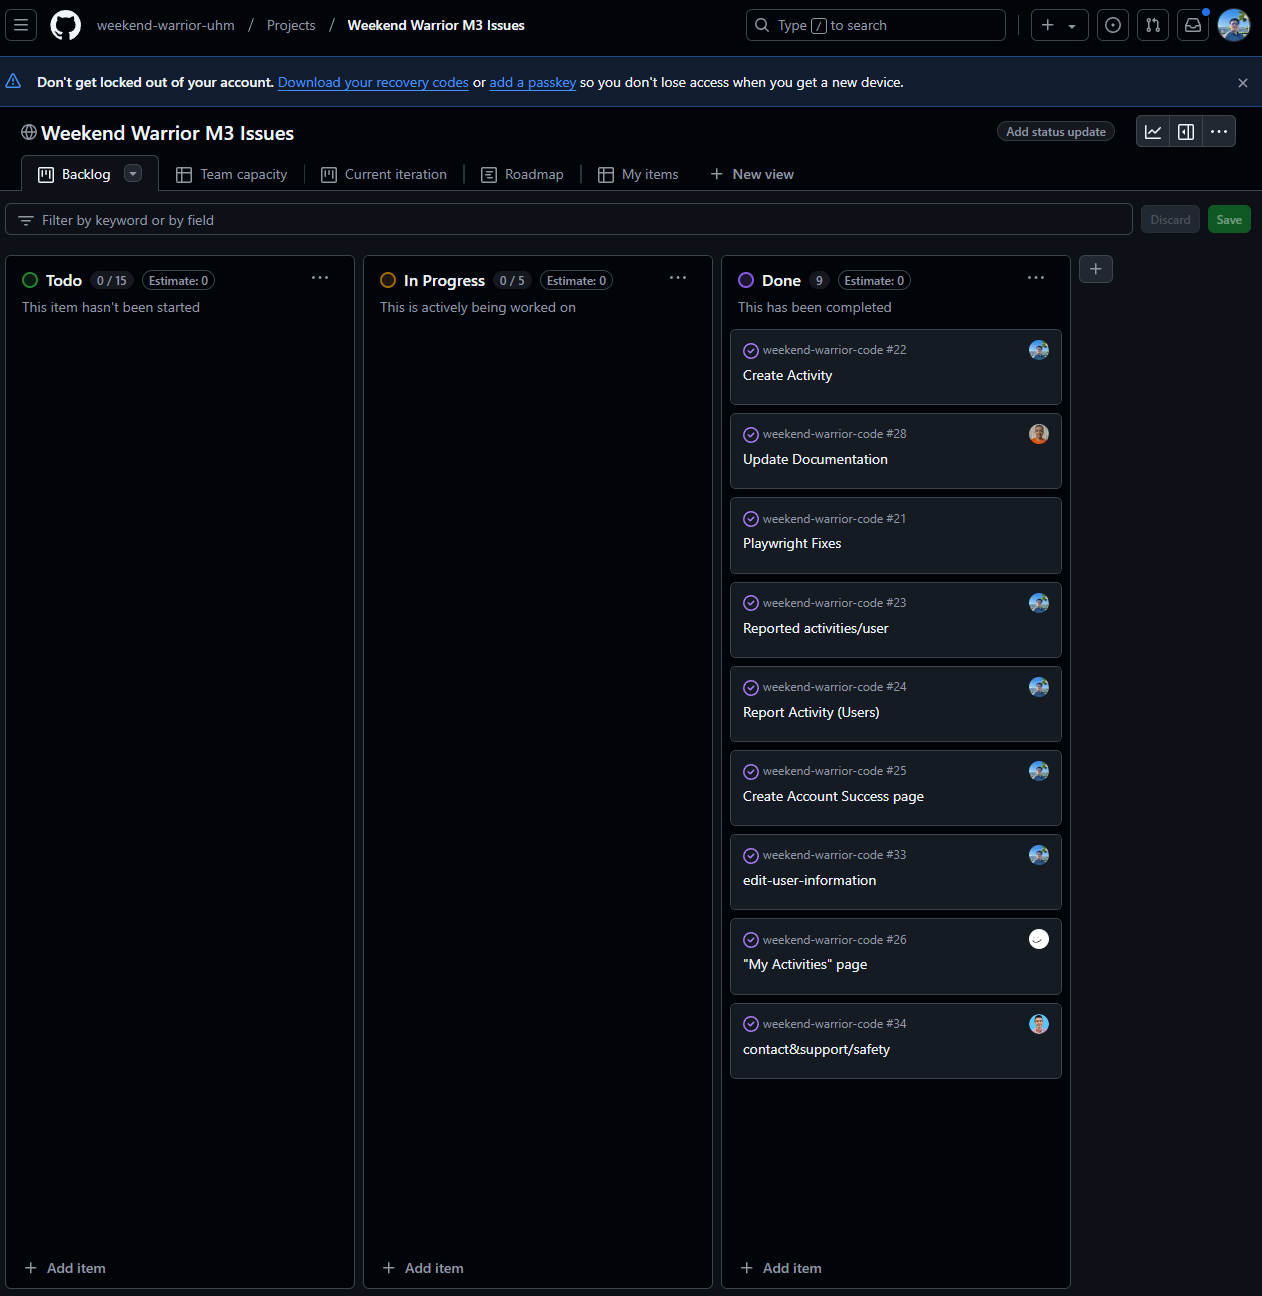 weekend-warrior-uhm / Projects / Weekend Warrior M3 Issues
Type / to search
Don't get locked out of your account. Download your recovery codes or add a passkey so you don't lose access when you get a new device.
Weekend Warrior M3 Issues
Add status update
Backlog
Team capacity
Current iteration
Roadmap
My items
New view
Filter by keyword or by field
Discard
Save
Todo 0 / 15 Estimate: 0
This item hasn't been started
Add item
In Progress 0 / 5 Estimate: 0
This is actively being worked on
Add item
Done 9 Estimate: 0
This has been completed
weekend-warrior-code #22
Create Activity
weekend-warrior-code #28
Update Documentation
weekend-warrior-code #21
Playwright Fixes
weekend-warrior-code #23
Reported activities/user
weekend-warrior-code #24
Report Activity (Users)
weekend-warrior-code #25
Create Account Success page
weekend-warrior-code #33
edit-user-information
weekend-warrior-code #26
"My Activities" page
weekend-warrior-code #34
contact&support/safety
Add item